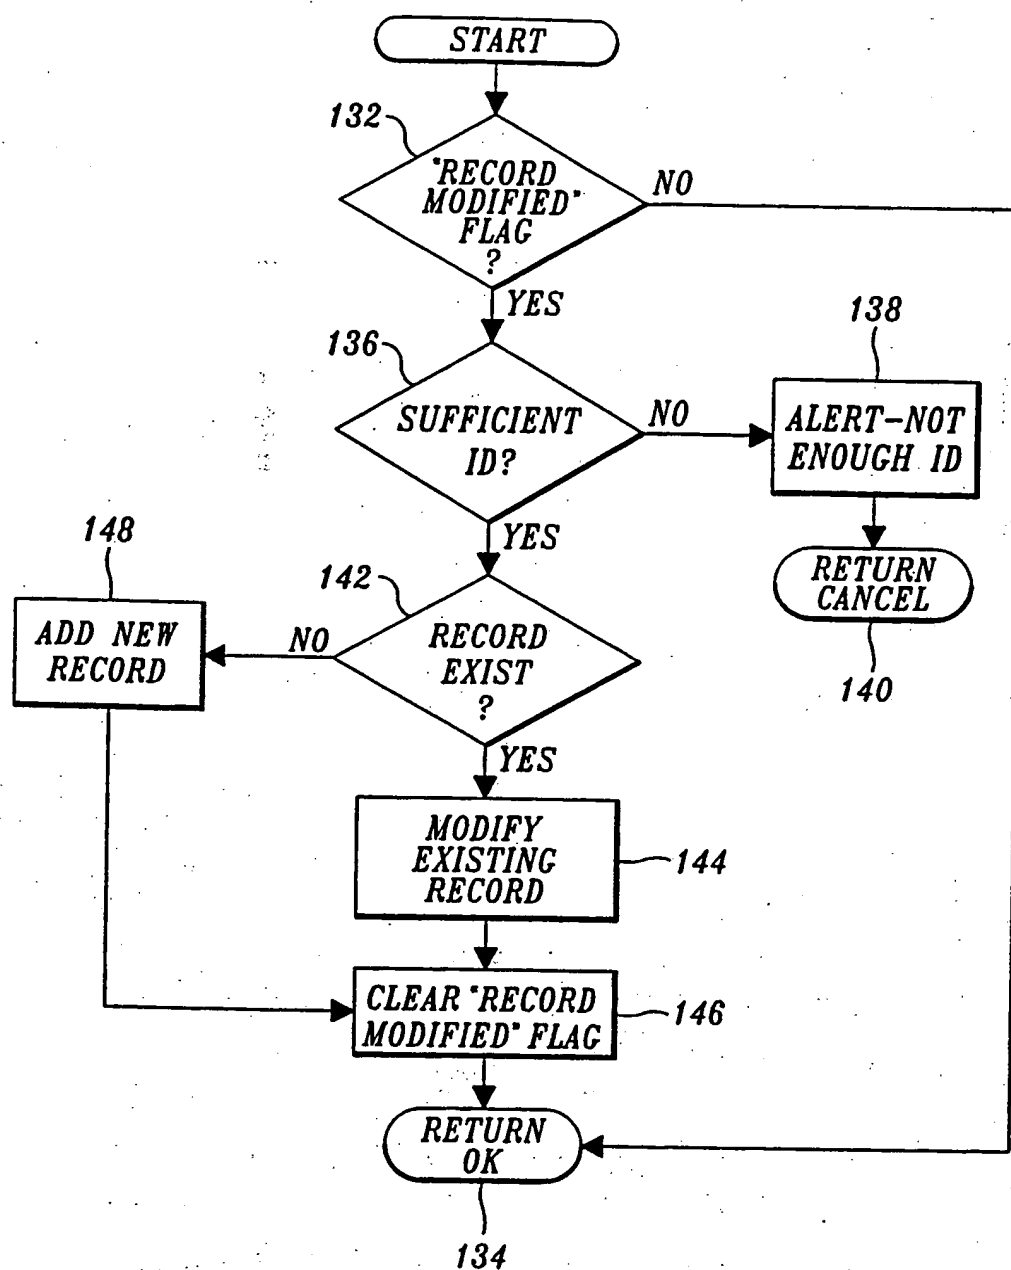 START
132
"RECORD
MODIFIED"
FLAG
?
NO
YES
136
SUFFICIENT
ID?
NO
138
ALERT-NOT
ENOUGH ID
YES
RETURN
CANCEL
140
148
ADD NEW
RECORD
NO
142
RECORD
EXIST
?
YES
MODIFY
EXISTING
RECORD
144
CLEAR "RECORD
MODIFIED" FLAG
146
RETURN
OK
134